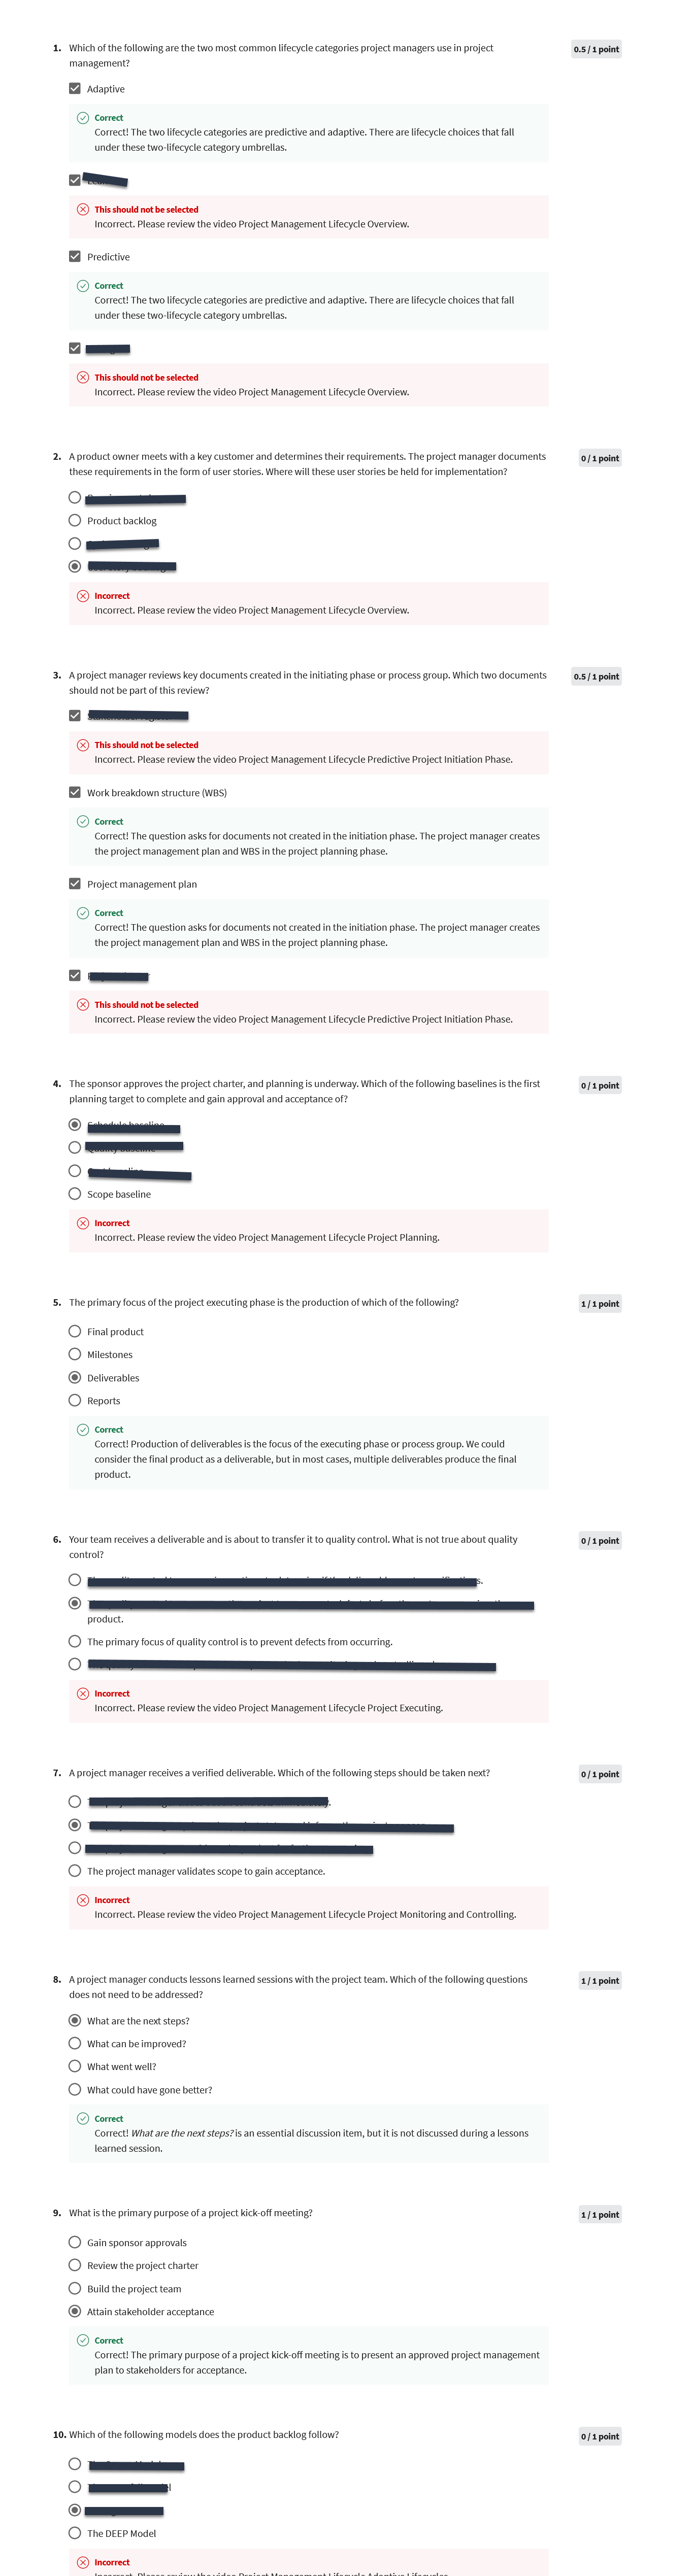 1. Which of the following are the two most common lifecycle categories project managers use in project
management?
0.5 / 1 point
Adaptive
Correct
Correct! The two lifecycle categories are predictive and adaptive. There are lifecycle choices that fall
under these two-lifecycle category umbrellas.
This should not be selected
Incorrect. Please review the video Project Management Lifecycle Overview.
Predictive
Correct
Correct! The two lifecycle categories are predictive and adaptive. There are lifecycle choices that fall
under these two-lifecycle category umbrellas.
This should not be selected
Incorrect. Please review the video Project Management Lifecycle Overview.
2. A product owner meets with a key customer and determines their requirements. The project manager documents
these requirements in the form of user stories. Where will these user stories be held for implementation?
0 / 1 point
Product backlog
Incorrect
Incorrect. Please review the video Project Management Lifecycle Overview.
3. A project manager reviews key documents created in the initiating phase or process group. Which two documents
should not be part of this review?
0.5 / 1 point
This should not be selected
Incorrect. Please review the video Project Management Lifecycle Predictive Project Initiation Phase.
Work breakdown structure (WBS)
Correct
Correct! The question asks for documents not created in the initiation phase. The project manager creates
the project management plan and WBS in the project planning phase.
Project management plan
Correct
Correct! The question asks for documents not created in the initiation phase. The project manager creates
the project management plan and WBS in the project planning phase.
This should not be selected
Incorrect. Please review the video Project Management Lifecycle Predictive Project Initiation Phase.
4. The sponsor approves the project charter, and planning is underway. Which of the following baselines is the first
planning target to complete and gain approval and acceptance of?
0 / 1 point
Schedule baseline
Quality baseline
Scope baseline
Incorrect
Incorrect. Please review the video Project Management Lifecycle Project Planning.
5. The primary focus of the project executing phase is the production of which of the following?
1 / 1 point
Final product
Milestones
Deliverables
Reports
Correct
Correct! Production of deliverables is the focus of the executing phase or process group. We could
consider the final product as a deliverable, but in most cases, multiple deliverables produce the final
product.
6. Your team receives a deliverable and is about to transfer it to quality control. What is not true about quality
control?
0 / 1 point
product.
The primary focus of quality control is to prevent defects from occurring.
Incorrect
Incorrect. Please review the video Project Management Lifecycle Project Executing.
7. A project manager receives a verified deliverable. Which of the following steps should be taken next?
0 / 1 point
The project manager validates scope to gain acceptance.
Incorrect
Incorrect. Please review the video Project Management Lifecycle Project Monitoring and Controlling.
8. A project manager conducts lessons learned sessions with the project team. Which of the following questions
does not need to be addressed?
1 / 1 point
What are the next steps?
What can be improved?
What went well?
What could have gone better?
Correct
Correct! What are the next steps? is an essential discussion item, but it is not discussed during a lessons
learned session.
9. What is the primary purpose of a project kick-off meeting?
1 / 1 point
Gain sponsor approvals
Review the project charter
Build the project team
Attain stakeholder acceptance
Correct
Correct! The primary purpose of a project kick-off meeting is to present an approved project management
plan to stakeholders for acceptance.
10. Which of the following models does the product backlog follow?
0 / 1 point
The DEEP Model
Incorrect
Incorrect. Please review the video Project Management Lifecycle Adaptive Lifecycles.